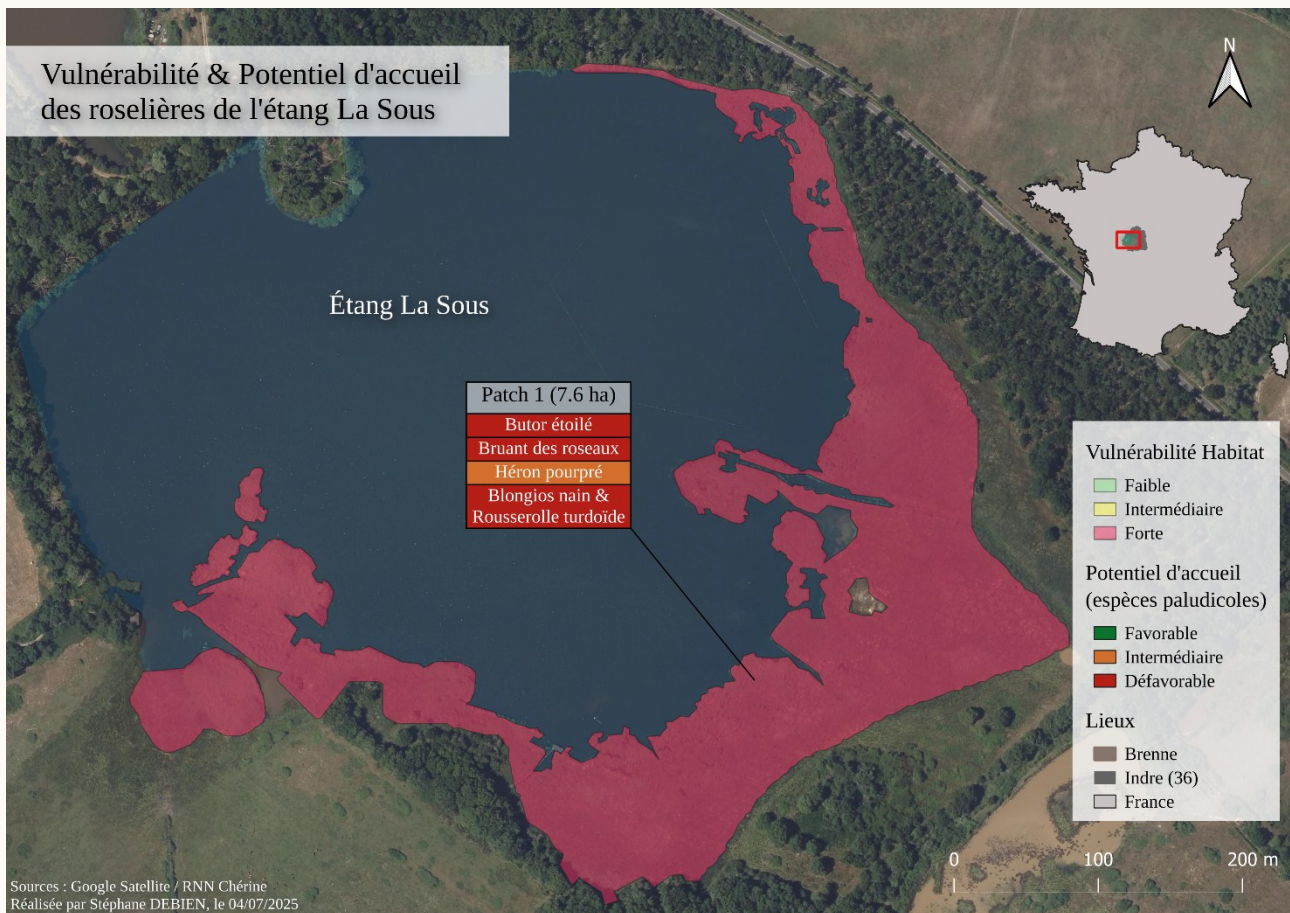 Vulnérabilité & Potentiel d'accueil
des roselières de l'étang La Sous
N
Étang La Sous
Patch 1 (7.6 ha)
Butor étoilé
Bruant des roseaux
Héron pourpré
Blongios nain &
Rousserolle turdoïde
Vulnérabilité Habitat
Faible
Intermédiaire
Forte
Potentiel d'accueil
(espèces paludicoles)
Favorable
Intermédiaire
Défavorable
Lieux
Brenne
Indre (36)
France
0 100 200 m
Sources : Google Satellite / RNN Chérine
Réalisée par Stéphane DEBIEN, le 04/07/2025